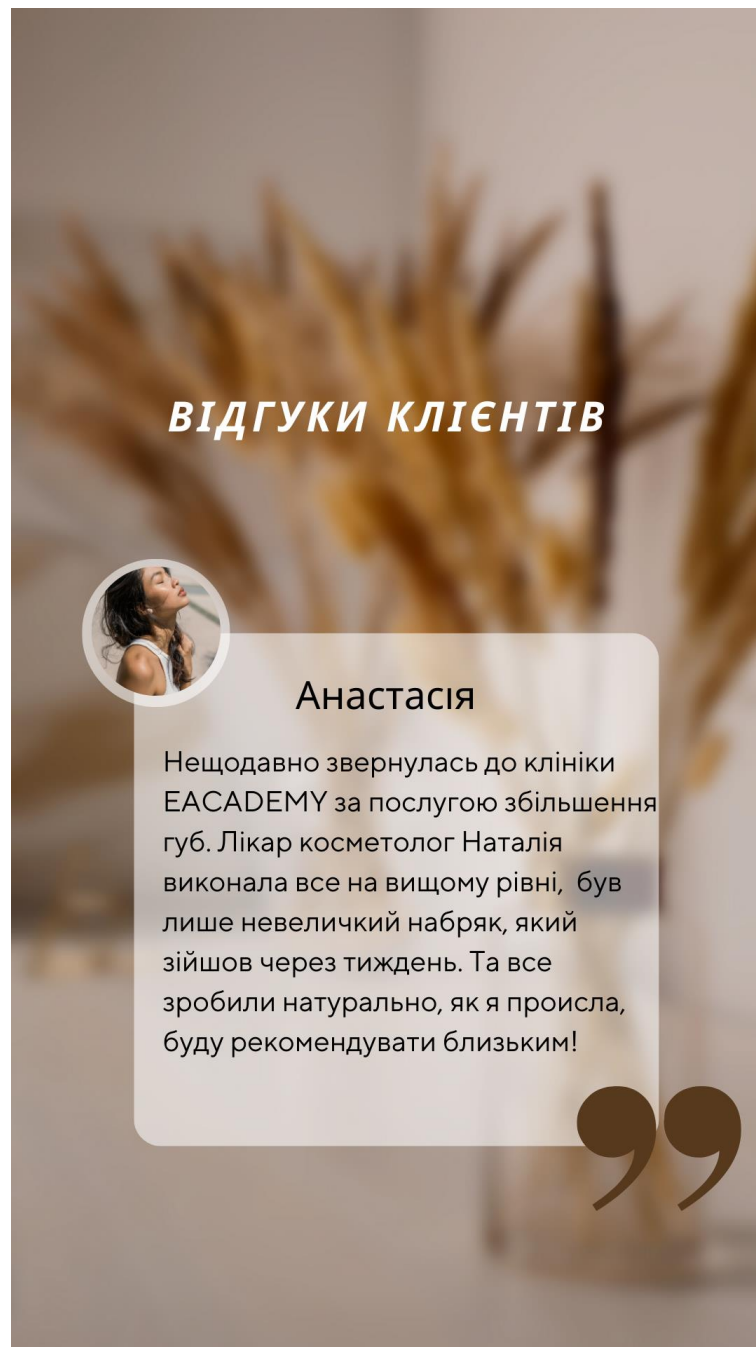 ВІДГУКИ КЛІЄНТІВ
Анастасія
Нещодавно звернулась до клініки
EACADEMY за послугою збільшення
губ. Лікар косметолог Наталія
виконала все на вищому рівні,  був
лише невеличкий набряк, який
зійшов через тиждень. Та все
зробили натурально, як я происла,
буду рекомендувати близьким!
”